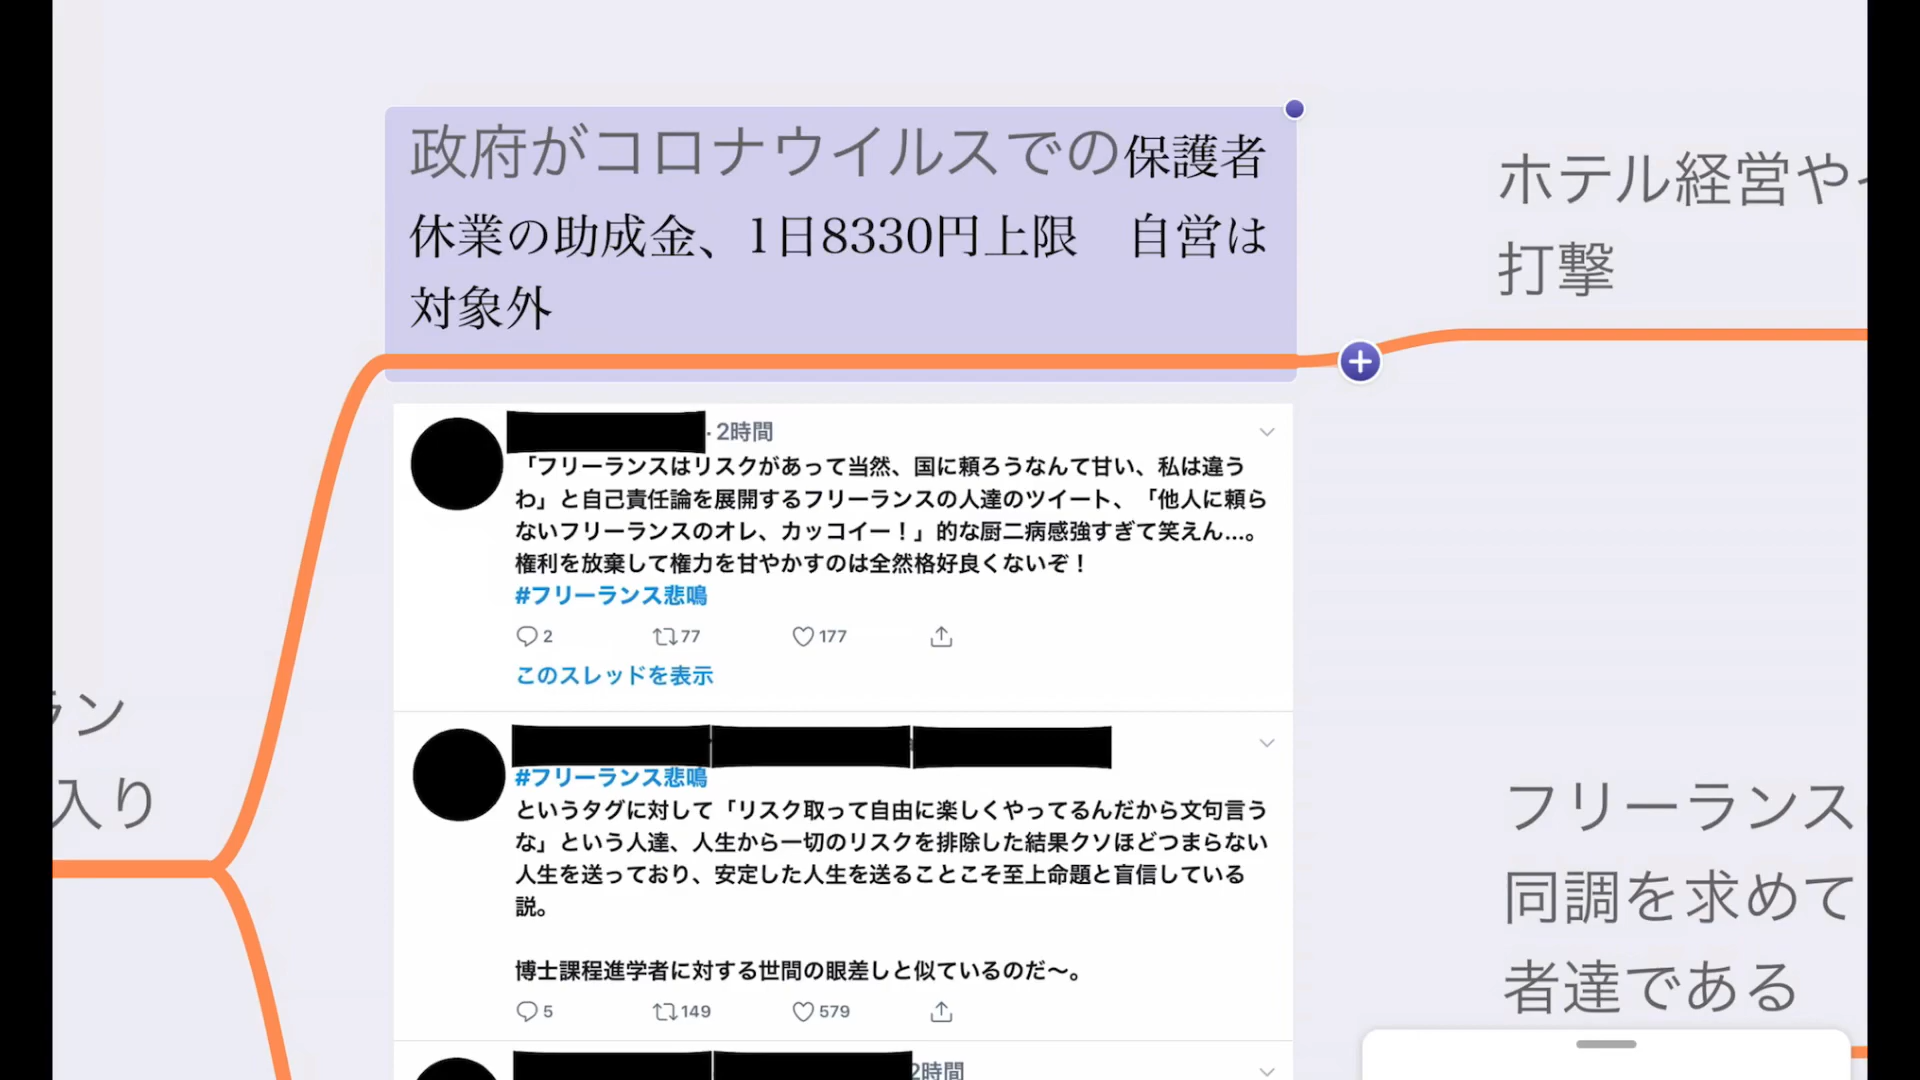 政府がコロナウイルスでの保護者
休業の助成金、1日8330円上限　自営は
対象外
ホテル経営や
打撃
・2時間
「フリーランスはリスクがあって当然、国に頼ろうなんて甘い、私は違う
わ」と自己責任論を展開するフリーランスの人達のツイート、「他人に頼ら
ないフリーランスのオレ、カッコイー！」的な厨二病感強すぎて笑えん…。
権利を放棄して権力を甘やかすのは全然格好良くないぞ！
#フリーランス悲鳴
2 77 177
このスレッドを表示
#フリーランス悲鳴
というタグに対して「リスク取って自由に楽しくやってるんだから文句言う
な」という人達、人生から一切のリスクを排除した結果クソほどつまらない
人生を送っており、安定した人生を送ることこそ至上命題と盲信している
説。
博士課程進学者に対する世間の眼差しと似ているのだ〜。
5 149 579
2時間
ラン
入り
フリーランス
同調を求めて
者達である